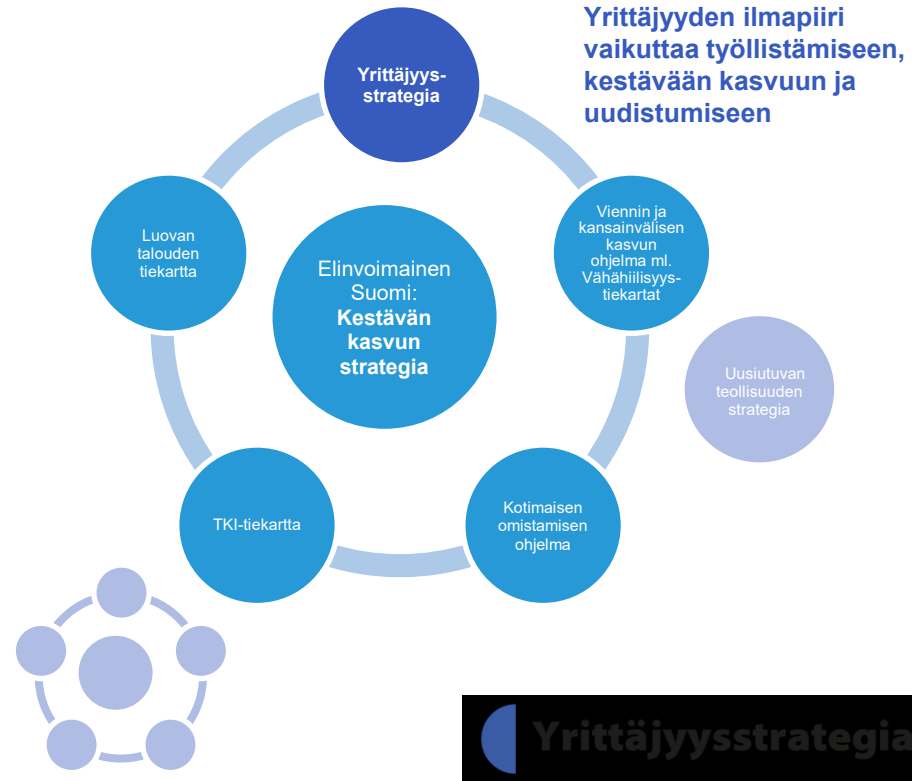 Yrittäjyyden ilmapiiri
vaikuttaa työllistämiseen,
kestävään kasvuun ja
uudistumiseen
Yrittäjyys-
strategia
Luovan
talouden
tiekartta
Elinvoimainen
Suomi:
Kestävän
kasvun
strategia
Viennin ja
kansainvälisen
kasvun
ohjelma ml.
Vähähiilisyys-
tiekartat
Uusiutuvan
teollisuuden
strategia
TKI-tiekartta
Kotimaisen
omistamisen
ohjelma
Yrittäjyysstrategia